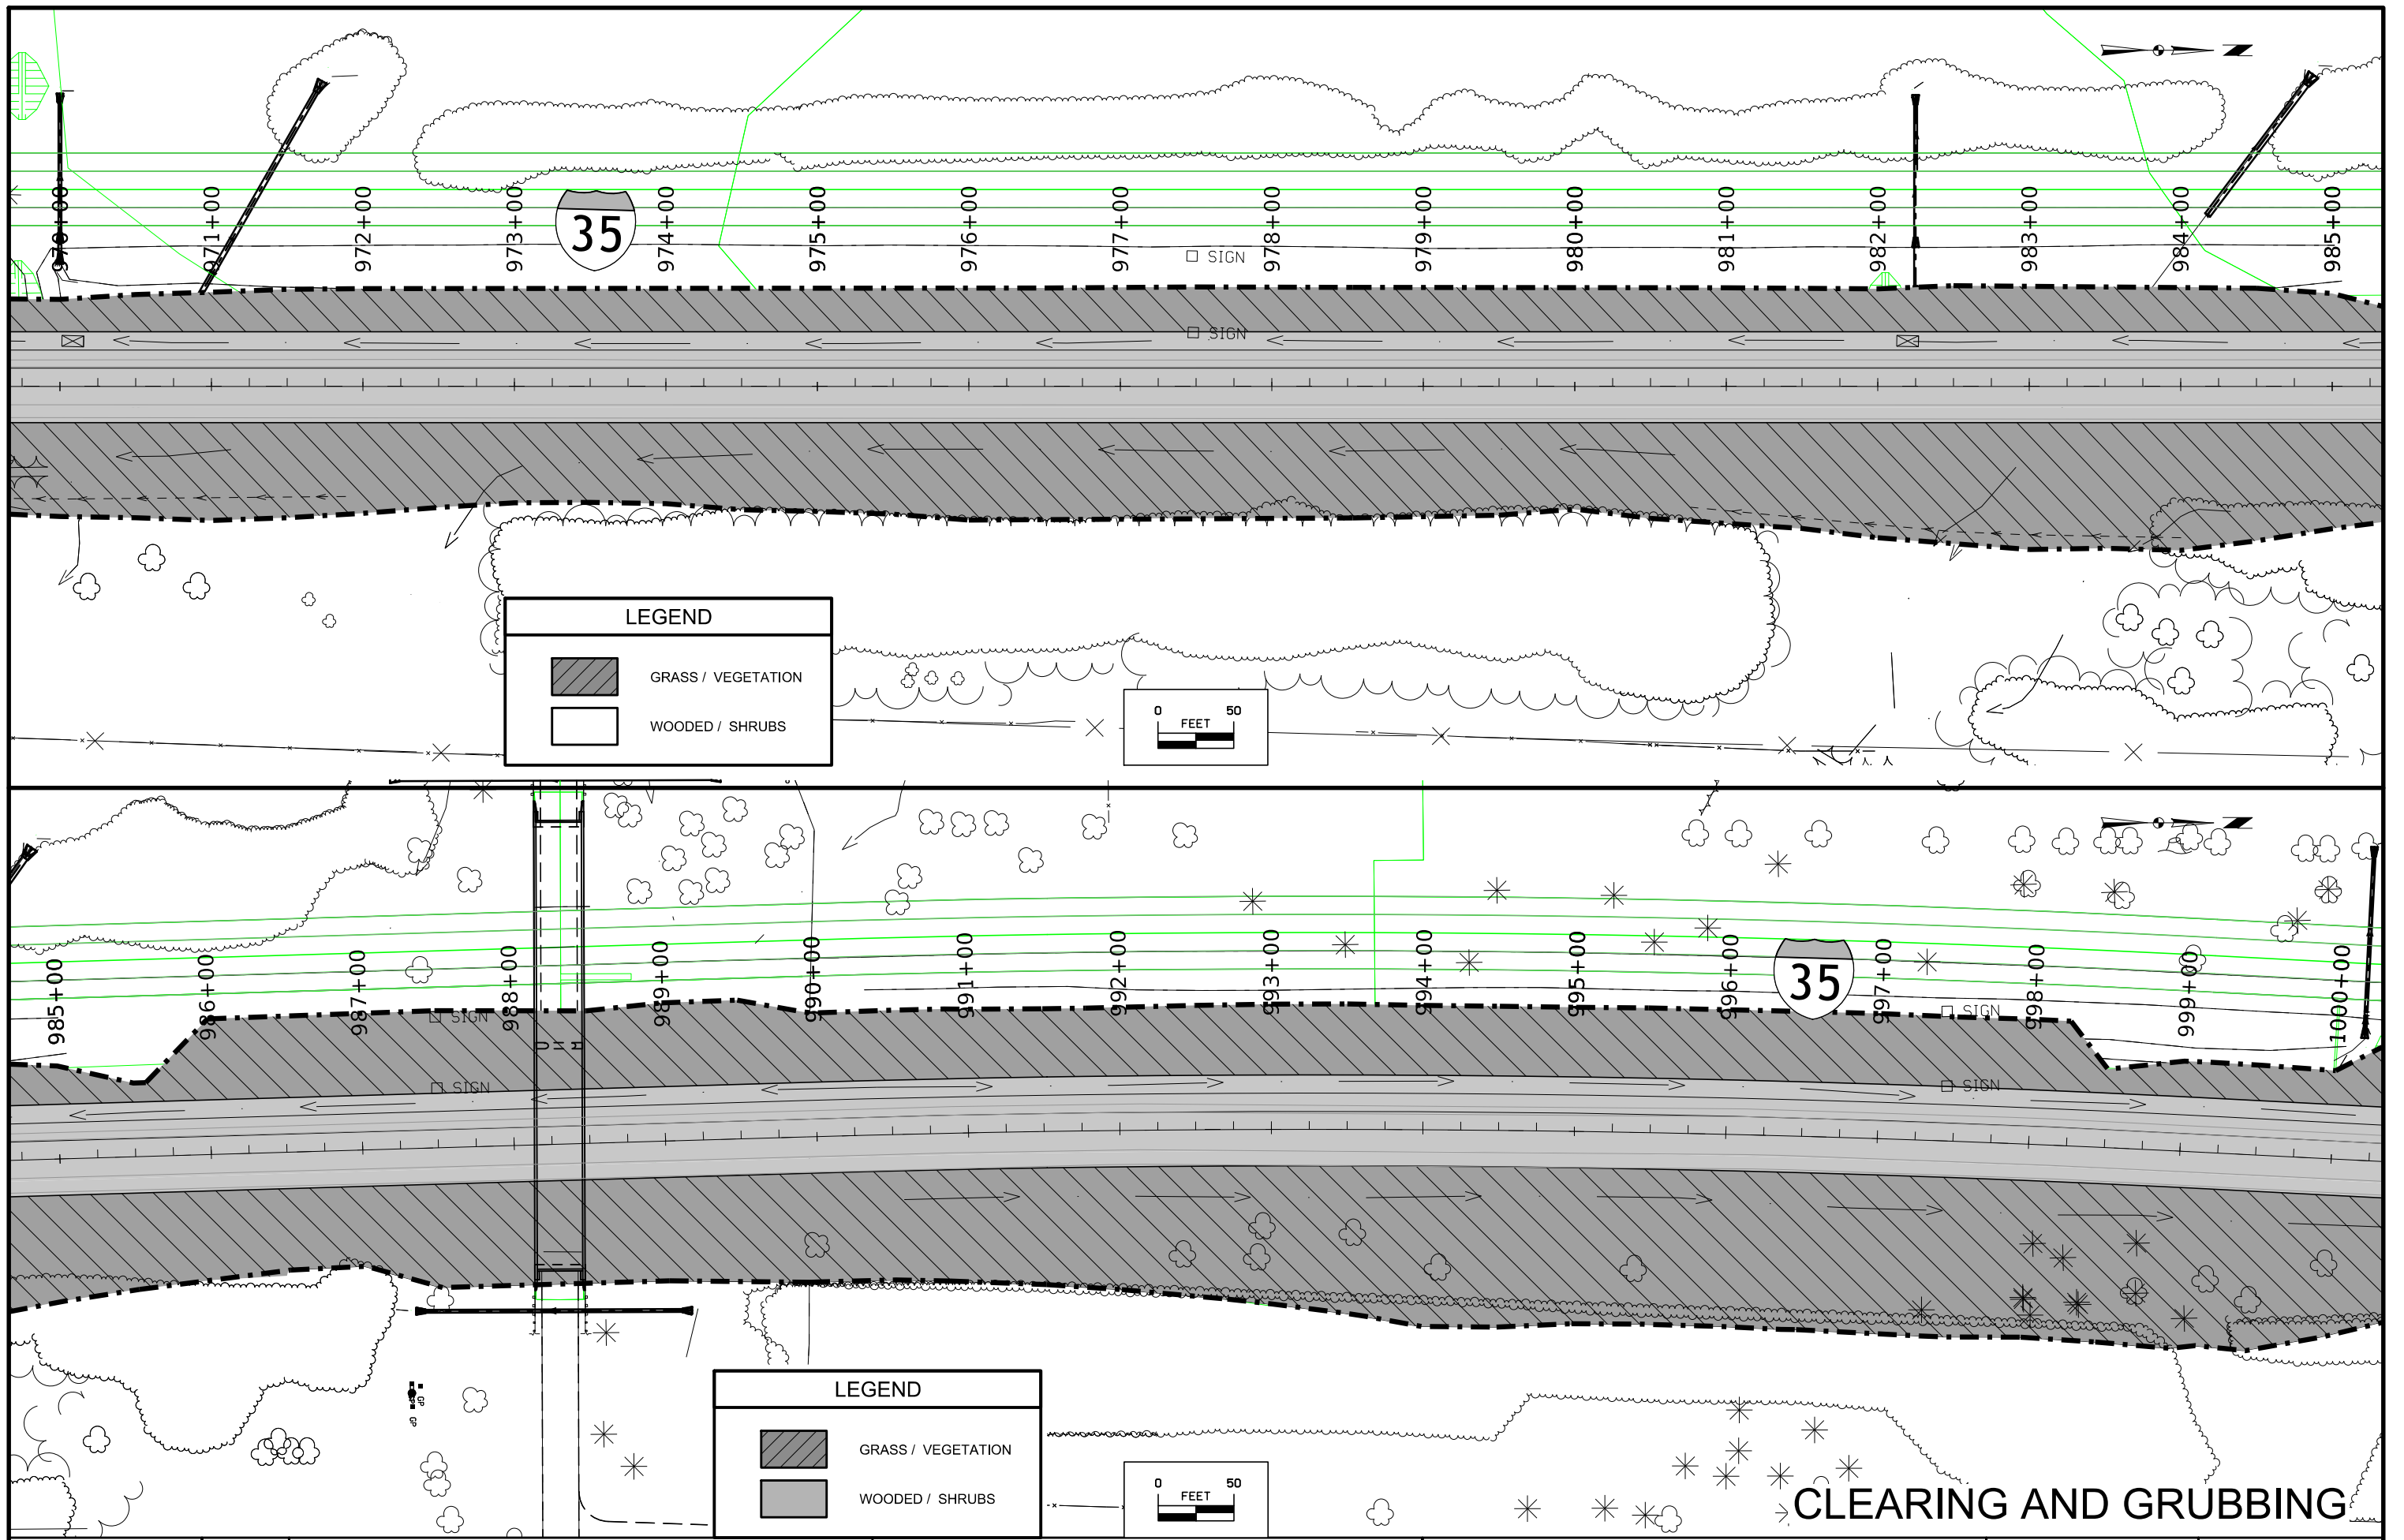 970+00 971+00 972+00 973+00 974+00 975+00 976+00 977+00 978+00 979+00 980+00 981+00 982+00 983+00 984+00 985+00
35
SIGN
SIGN
LEGEND
GRASS / VEGETATION
WOODED / SHRUBS
0 50
FEET
985+00 986+00 987+00 988+00 989+00 990+00 991+00 992+00 993+00 994+00 995+00 996+00 997+00 998+00 999+00 1000+00
35
SIGN
SIGN
SIGN
SIGN
GP
GP
LEGEND
GRASS / VEGETATION
WOODED / SHRUBS
0 50
FEET
CLEARING AND GRUBBING